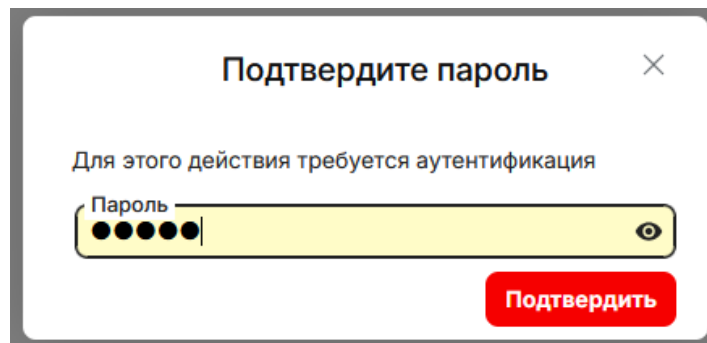 Подтвердите пароль
Для этого действия требуется аутентификация
Пароль
●●●●●
Подтвердить